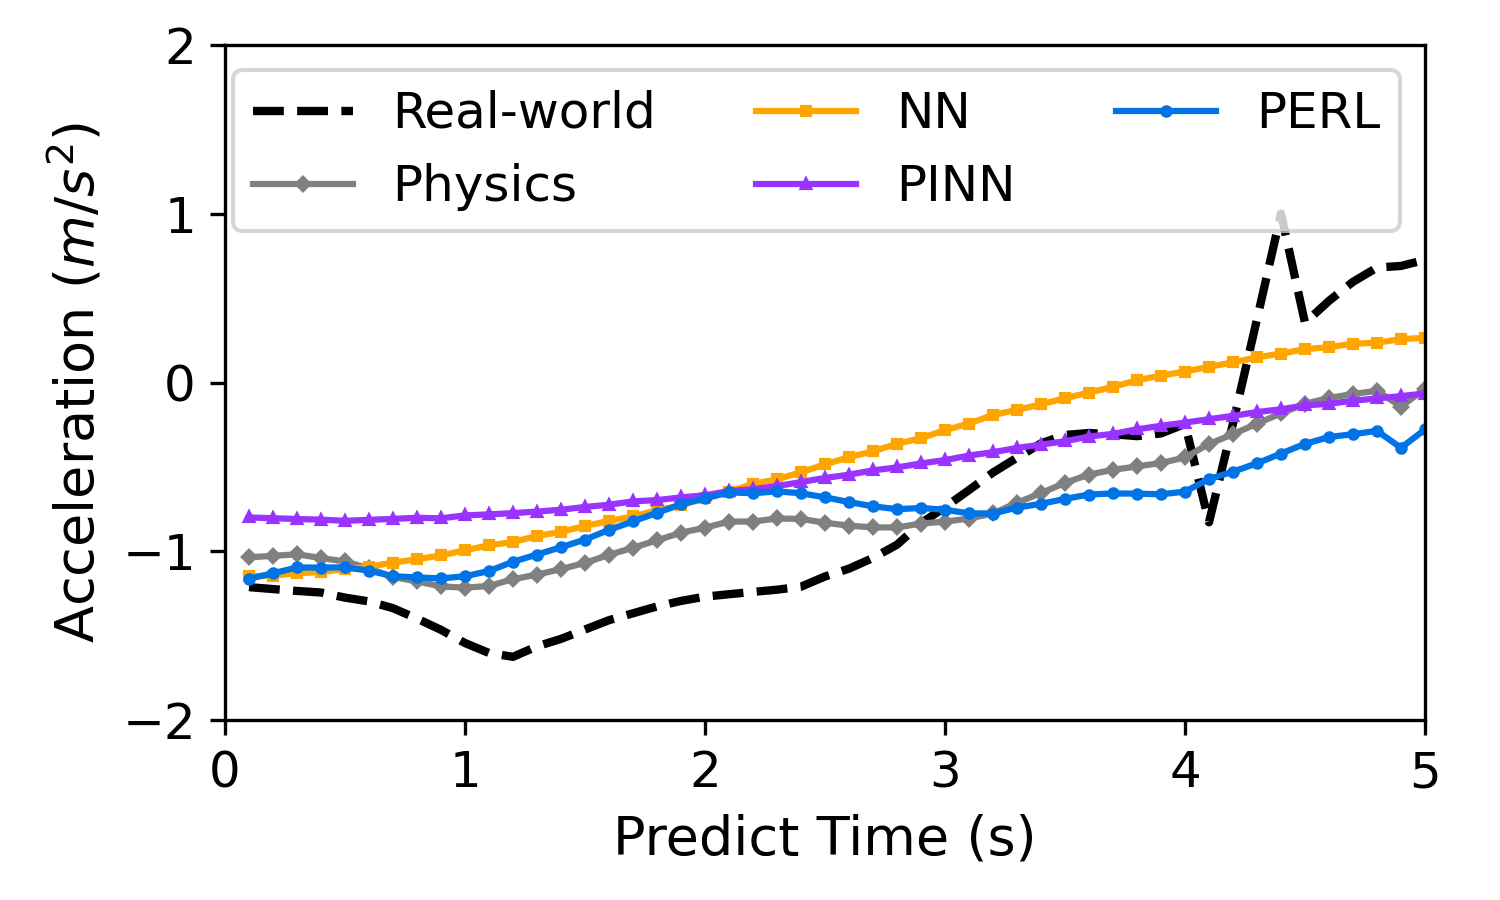 2
1
0
−1
−2
Acceleration (m/s²)
Real-world NN PERL
Physics PINN
0 1 2 3 4 5
Predict Time (s)